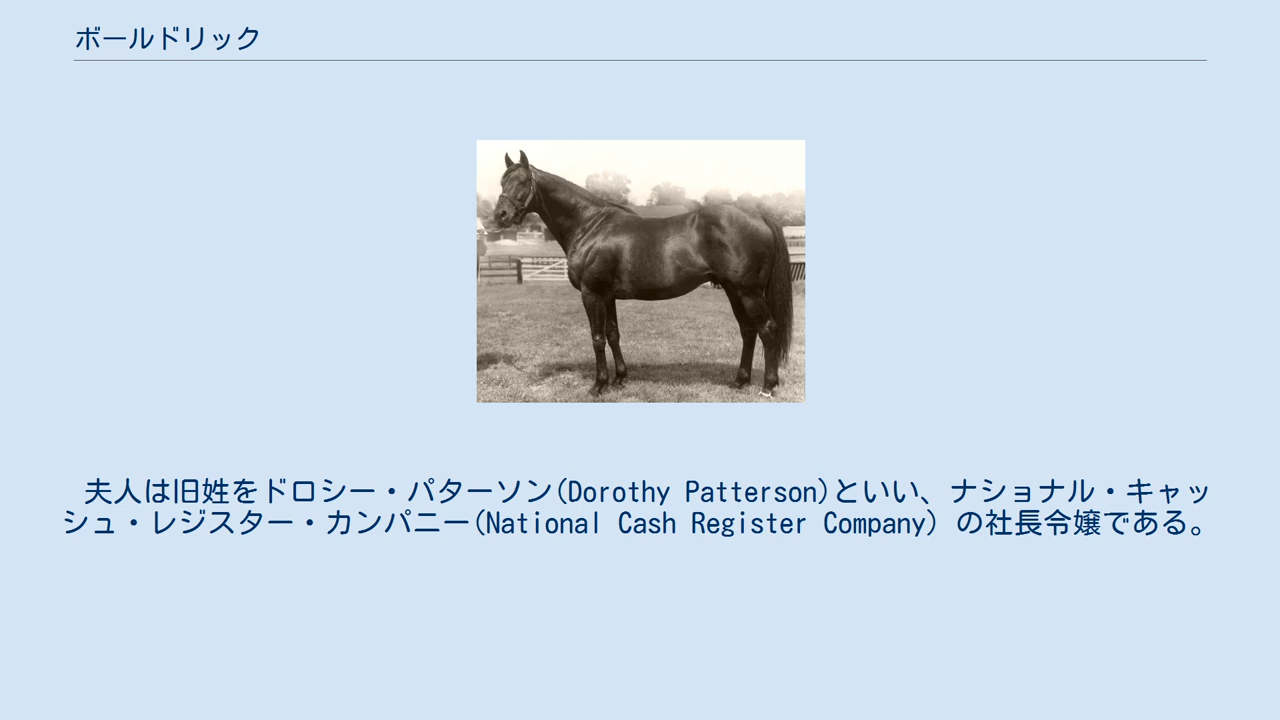 ボールドリック
夫人は旧姓をドロシー・パターソン(Dorothy Patterson)といい、ナショナル・キャッ
シュ・レジスター・カンパニー(National Cash Register Company) の社長令嬢である。